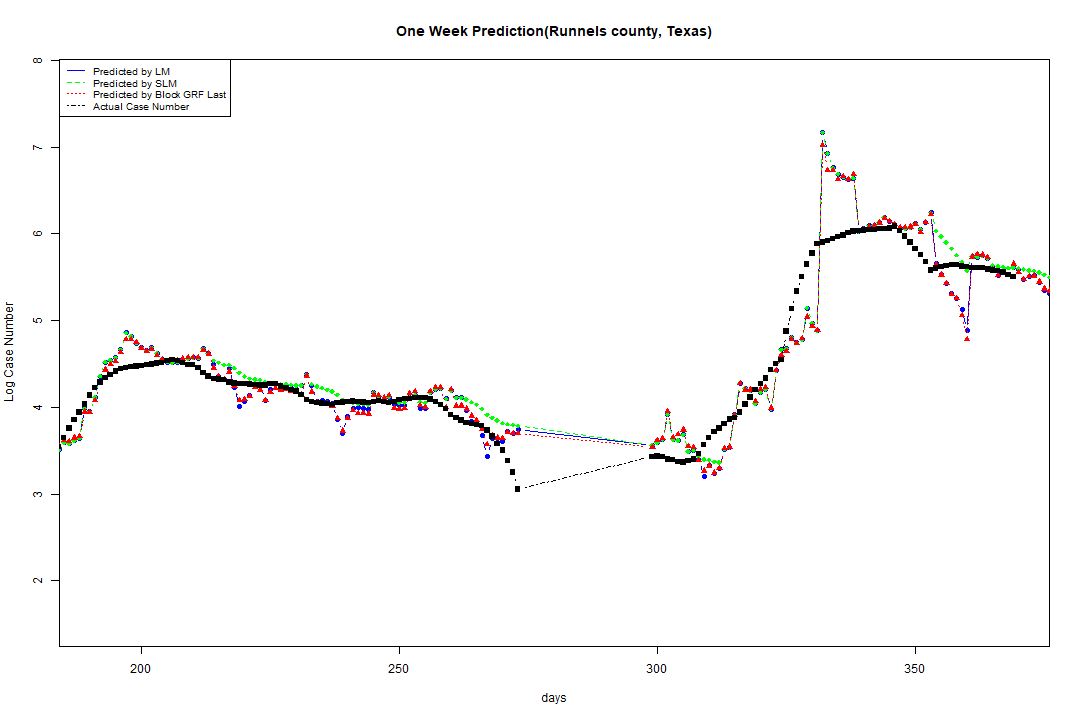 One Week Prediction(Runnels county, Texas)
Predicted by LM
Predicted by SLM
Predicted by Block GRF Last
Actual Case Number
Log Case Number
8
7
6
5
4
3
2
200 250 300 350
days